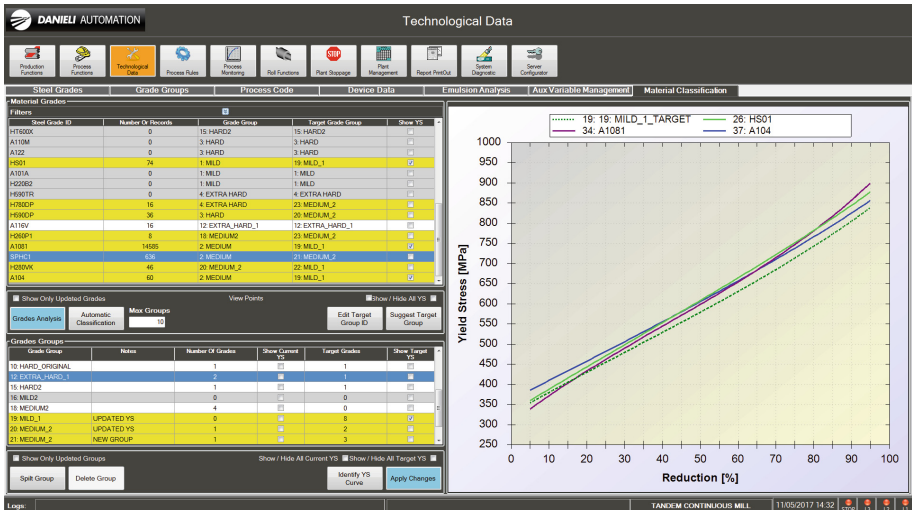 DANIELI AUTOMATION
Technological Data
Production Functions
Process Functions
Technological Data
Process Rules
Process Monitoring
Roll Functions
Plant Stoppage
Plant Management
Report PrintOut
System Diagnostic
Server Configurator
STOP
Steel Grades Grade Groups Process Code Device Data Emulsion Analysis Aux Variable Management Material Classification
Material Grades
Filters
Steel Grade ID Number Of Records Grade Group Target Grade Group Show YS
HT600X 0 15: HARD2 15: HARD2
A110M 0 3: HARD 3: HARD
A122 0 3: HARD 3: HARD
HS01 74 1: MILD 19: MILD_1
A101A 0 1: MILD 1: MILD
H220B2 0 1: MILD 1: MILD
H590TR 0 4: EXTRA HARD 4: EXTRA HARD
H780DP 16 4: EXTRA HARD 23: MEDIUM_2
H590DP 36 3: HARD 20: MEDIUM_2
A116V 16 12: EXTRA_HARD_1 12: EXTRA_HARD_1
H260P1 8 18: MEDIUM2 23: MEDIUM_2
A1081 14585 2: MEDIUM 19: MILD_1
SPHC1 636 2: MEDIUM 21: MEDIUM_2
H280VK 46 20: MEDIUM_2 22: MILD_1
A104 60 2: MEDIUM 19: MILD_1
Show Only Updated Grades View Points Show / Hide All YS
Grades Analysis
Automatic Classification
Max Groups
10
Edit Target Group ID
Suggest Target Group
Grades Groups
Grade Group Notes Number Of Grades Show Current YS Target Grades Show Target YS
10: HARD_ORIGINAL 1 1
12: EXTRA_HARD_1 2 1
15: HARD2 1 1
16: MILD2 0 0
18: MEDIUM2 4 0
19: MILD_1 UPDATED YS 0 8
20: MEDIUM_2 UPDATED YS 1 2
21: MEDIUM_2 NEW GROUP 1 3
Show Only Updated Groups Show / Hide All Current YS Show / Hide All Target YS
Split Group
Delete Group
Identify YS Curve
Apply Changes
19: 19: MILD_1_TARGET 26: HS01
34: A1081 37: A104
Yield Stress [MPa]
1000
950
900
850
800
750
700
650
600
550
500
450
400
350
300
250
0 10 20 30 40 50 60 70 80 90 100
Reduction [%]
Logs: TANDEM CONTINUOUS MILL 11/05/2017 14:32 STOP L3 L2 L1